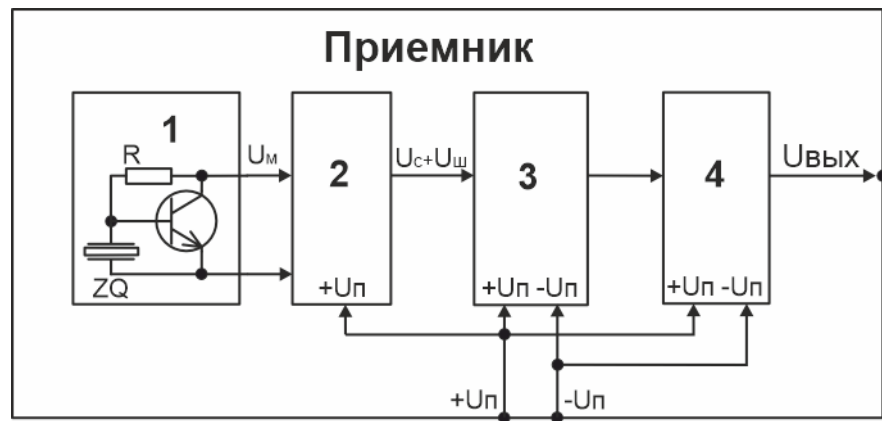 Приемник
1
R
Uм
2
Uс+Uш
3
4
Uвых
ZQ
+Uп
+Uп -Uп
+Uп -Uп
+Uп
-Uп